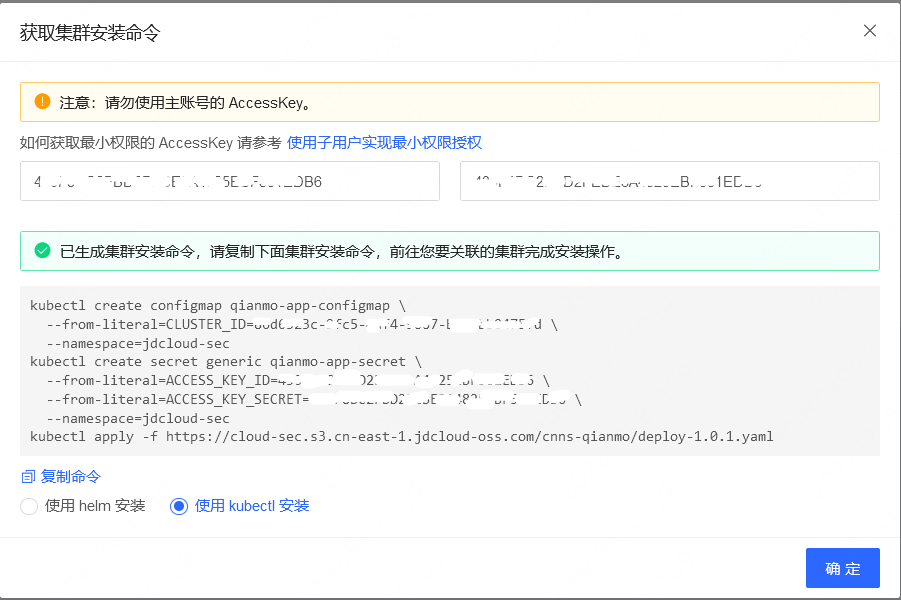 获取集群安装命令
注意：请勿使用主账号的 AccessKey。
如何获取最小权限的 AccessKey 请参考 使用子用户实现最小权限授权
已生成集群安装命令，请复制下面集群安装命令，前往您要关联的集群完成安装操作。
kubectl create configmap qianmo-app-configmap \
--from-literal=CLUSTER_ID= \
--namespace=jdcloud-sec
kubectl create secret generic qianmo-app-secret \
--from-literal=ACCESS_KEY_ID= \
--from-literal=ACCESS_KEY_SECRET= \
--namespace=jdcloud-sec
kubectl apply -f https://cloud-sec.s3.cn-east-1.jdcloud-oss.com/cnns-qianmo/deploy-1.0.1.yaml
复制命令
使用 helm 安装 使用 kubectl 安装
确 定